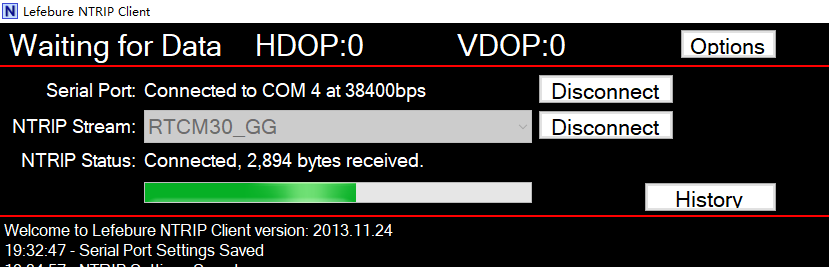 Lefebure NTRIP Client
Waiting for Data HDOP:0 VDOP:0 Options
Serial Port: Connected to COM 4 at 38400bps Disconnect
NTRIP Stream: RTCM30_GG Disconnect
NTRIP Status: Connected, 2,894 bytes received.
History
Welcome to Lefebure NTRIP Client version: 2013.11.24
19:32:47 - Serial Port Settings Saved